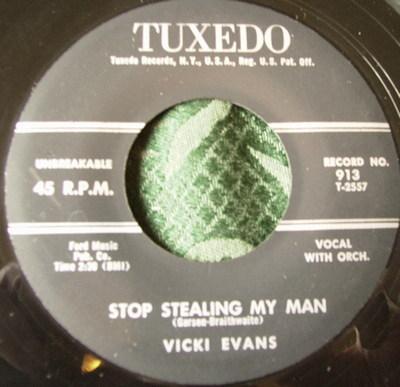 TUXEDO
Tuxedo Records, N.Y., U.S.A., Reg. U.S. Pat. Off.
UNBREAKABLE
45 R.P.M.
RECORD NO.
913
T-2557
Ford Music
Pub. Co.
Time 2:30 (BMI)
VOCAL
WITH ORCH.
STOP STEALING MY MAN
(Garson-Braithwaite)
VICKI EVANS